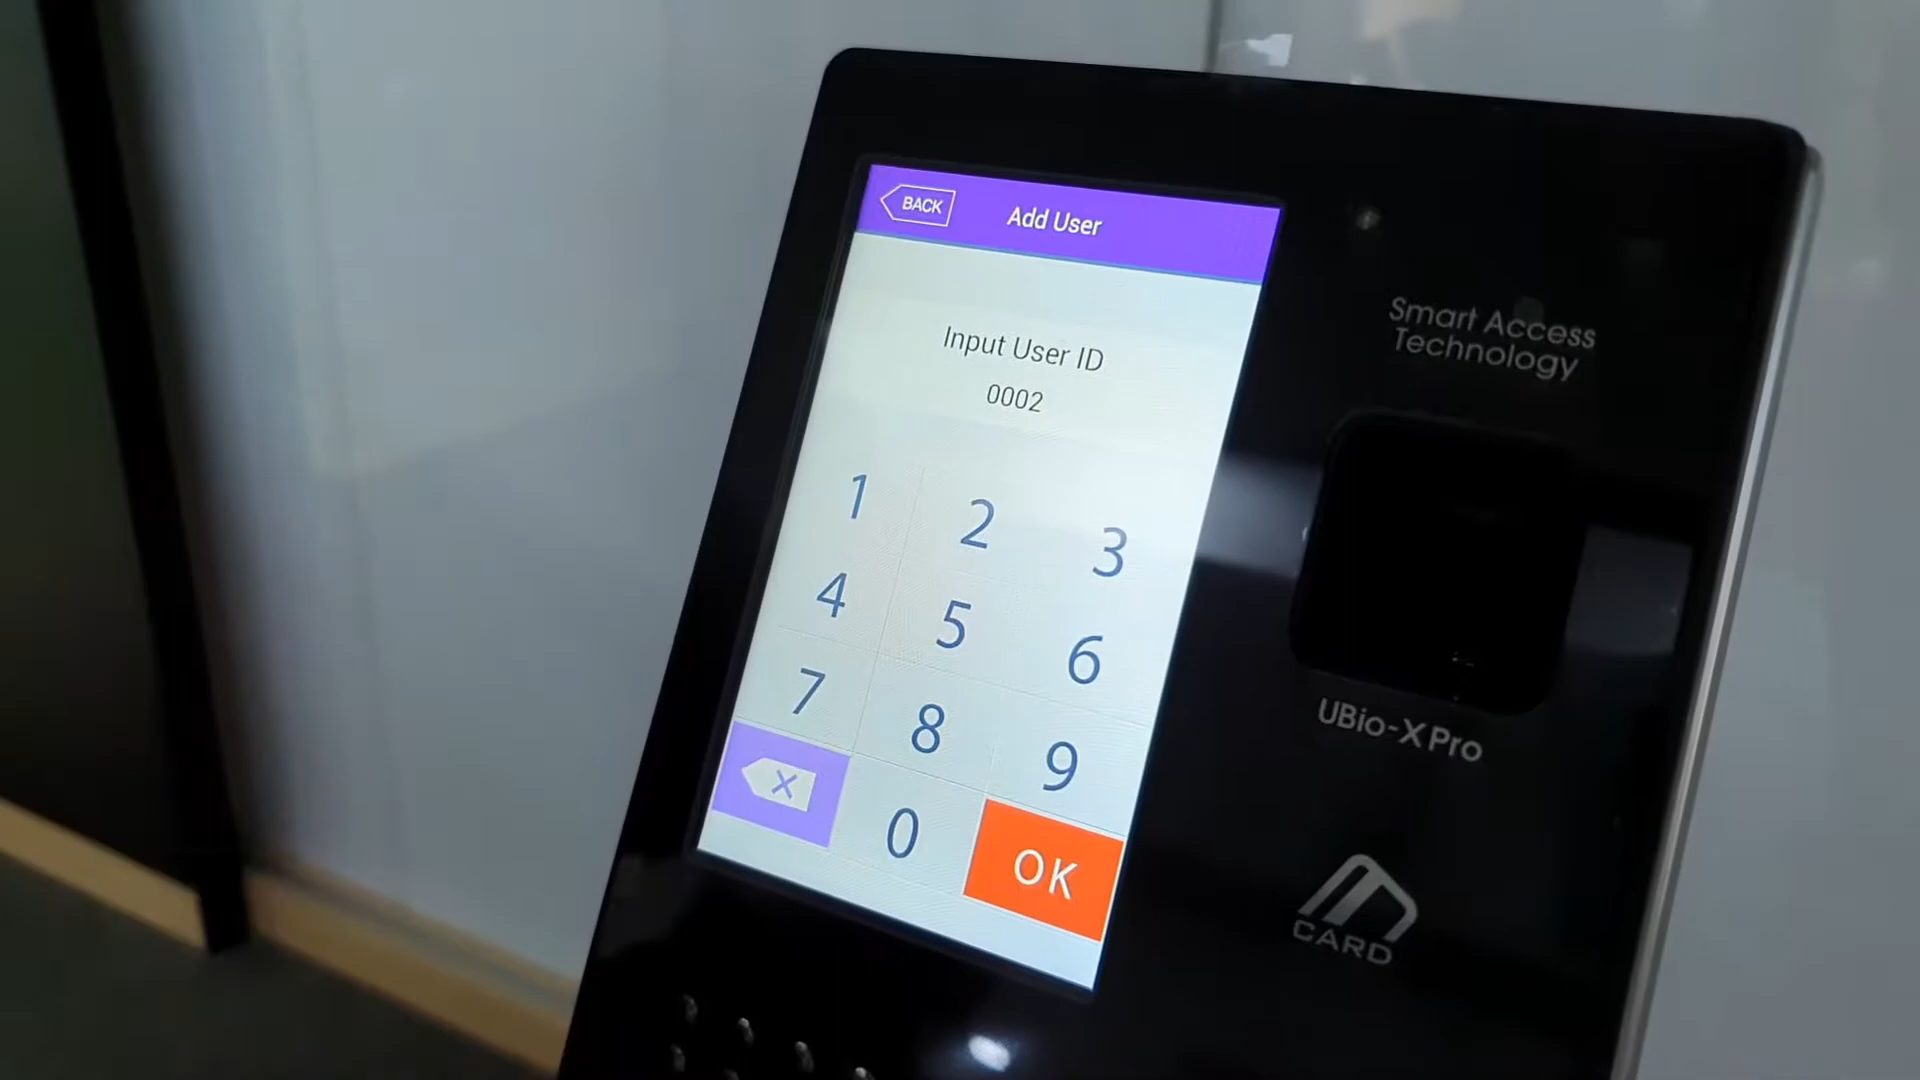 BACK
Add User
Smart Access
Technology
Input User ID
0002
1 2 3
4 5 6
7 8 9
X 0 OK
UBio-X Pro
CARD